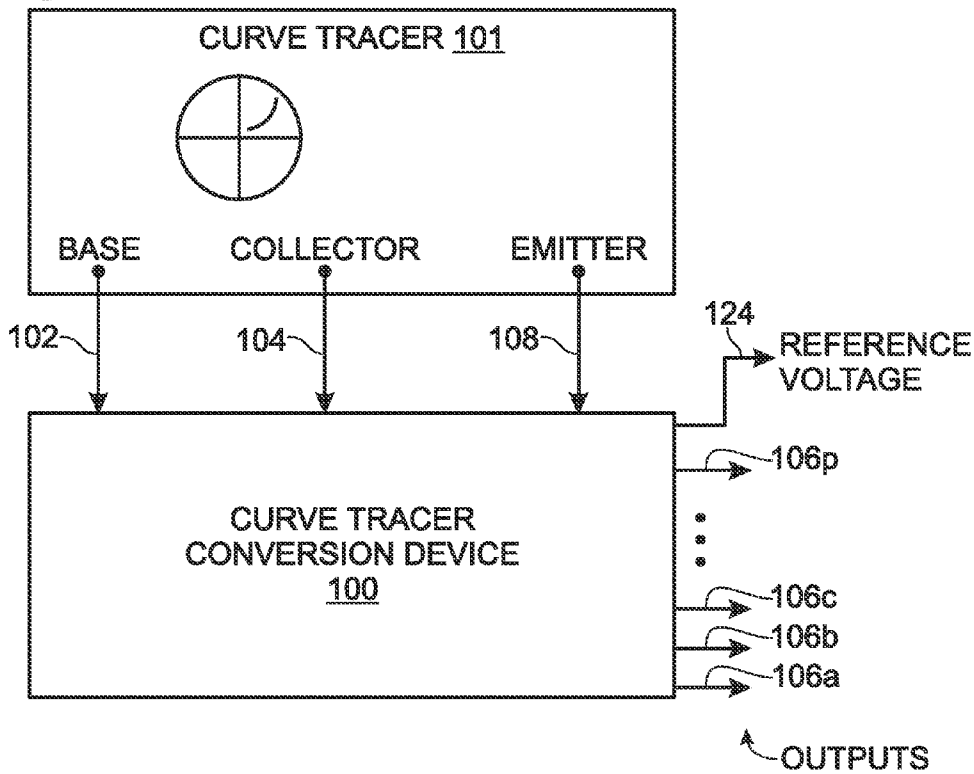 CURVE TRACER 101
BASE COLLECTOR EMITTER
102 104 108 124
REFERENCE
VOLTAGE
106p
CURVE TRACER
CONVERSION DEVICE
100
106c
106b
106a
OUTPUTS